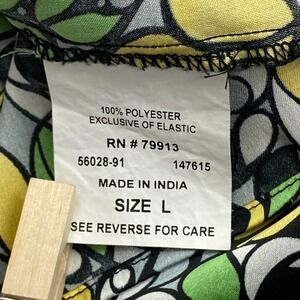 100% POLYESTER
EXCLUSIVE OF ELASTIC
RN # 79913
56028-91 147615
MADE IN INDIA
SIZE L
SEE REVERSE FOR CARE